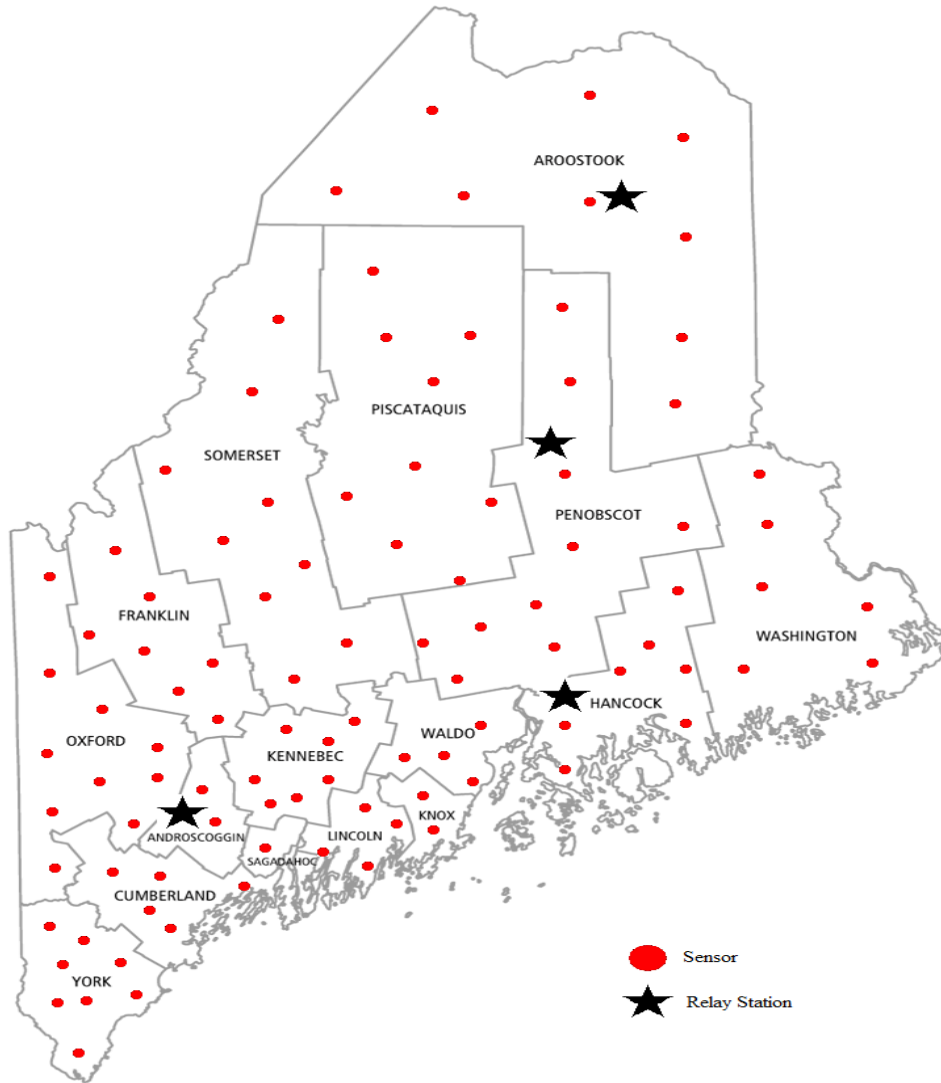 AROOSTOOK
PISCATAQUIS
SOMERSET
PENOBSCOT
FRANKLIN
WASHINGTON
HANCOCK
WALDO
OXFORD
KENNEBEC
KNOX
LINCOLN
ANDROSCOGGIN
SAGADAHOC
CUMBERLAND
YORK
Sensor
Relay Station